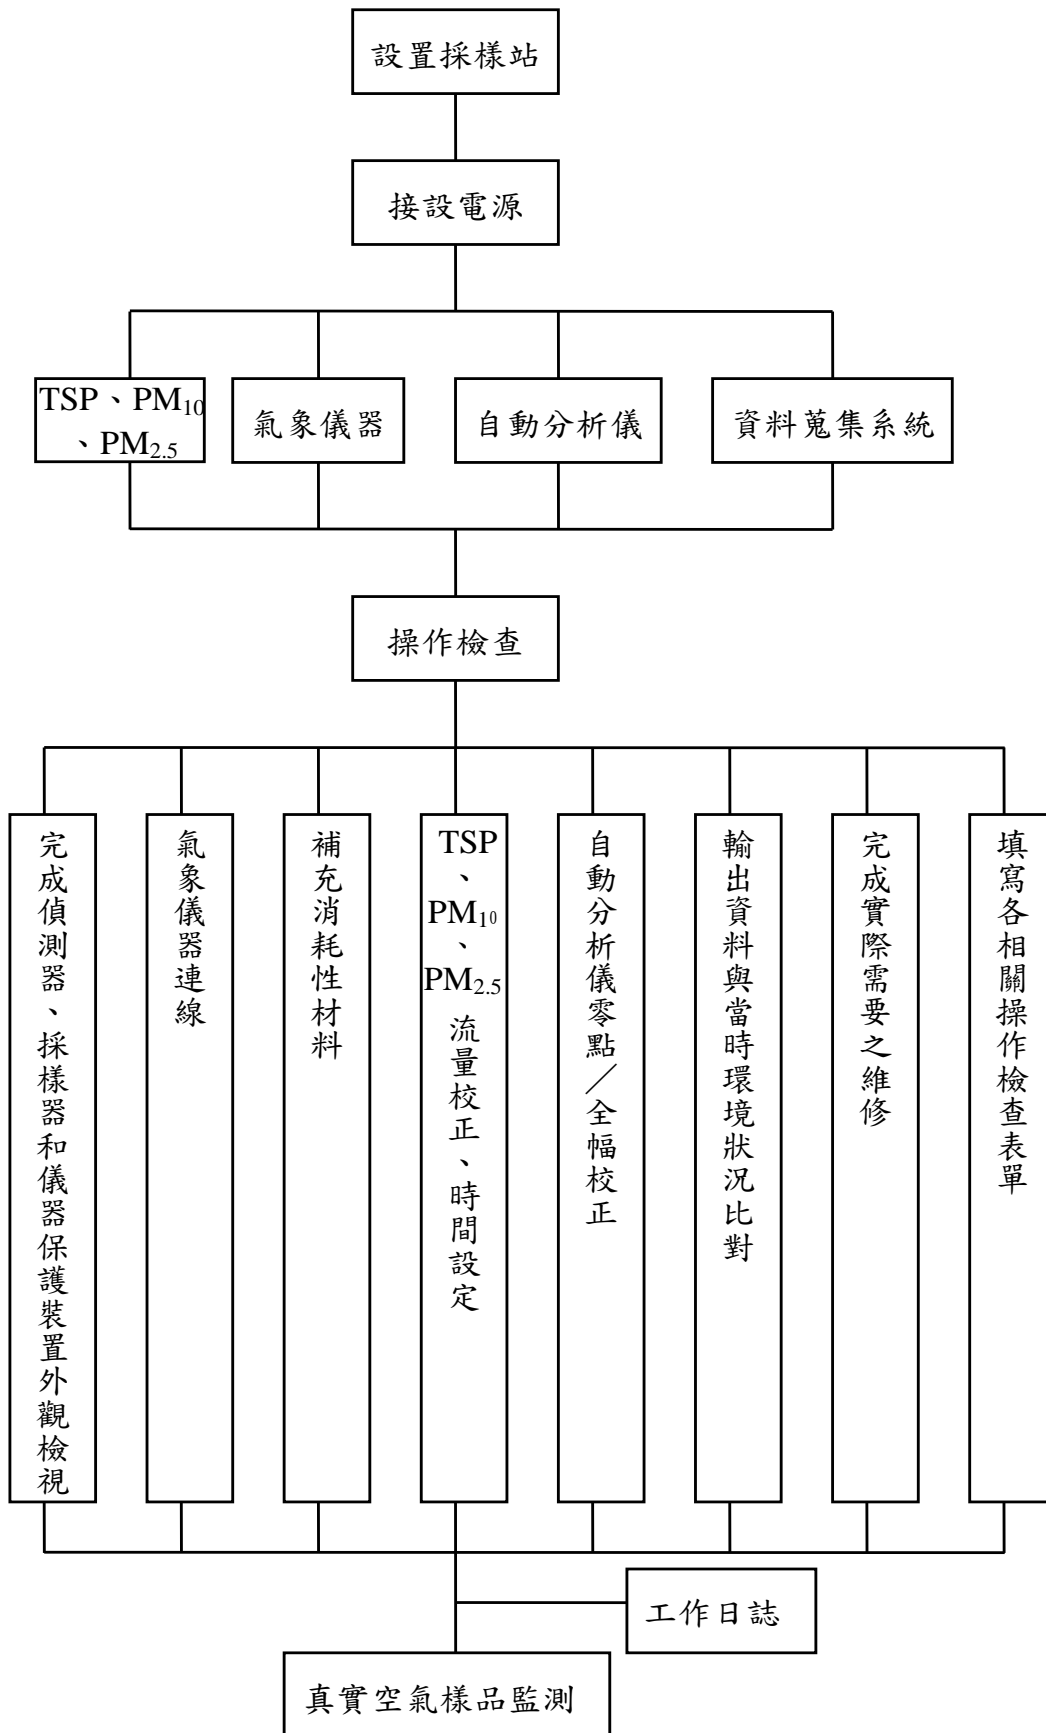 設置採樣站
接設電源
TSP、PM10
、PM2.5
氣象儀器
自動分析儀
資料蒐集系統
操作檢查
完成偵測器、採樣器和儀器保護裝置外觀檢視
氣象儀器連線
補充消耗性材料
TSP、PM10、PM2.5流量校正、時間設定
自動分析儀零點／全幅校正
輸出資料與當時環境狀況比對
完成實際需要之維修
填寫各相關操作檢查表單
工作日誌
真實空氣樣品監測